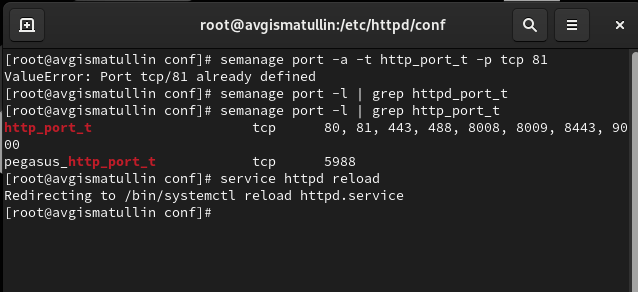 root@avgismatullin:/etc/httpd/conf
[root@avgismatullin conf]# semanage port -a -t http_port_t -p tcp 81
ValueError: Port tcp/81 already defined
[root@avgismatullin conf]# semanage port -l | grep httpd_port_t
[root@avgismatullin conf]# semanage port -l | grep http_port_t
http_port_t                    tcp      80, 81, 443, 488, 8008, 8009, 8443, 90
00
pegasus_http_port_t            tcp      5988
[root@avgismatullin conf]# service httpd reload
Redirecting to /bin/systemctl reload httpd.service
[root@avgismatullin conf]#